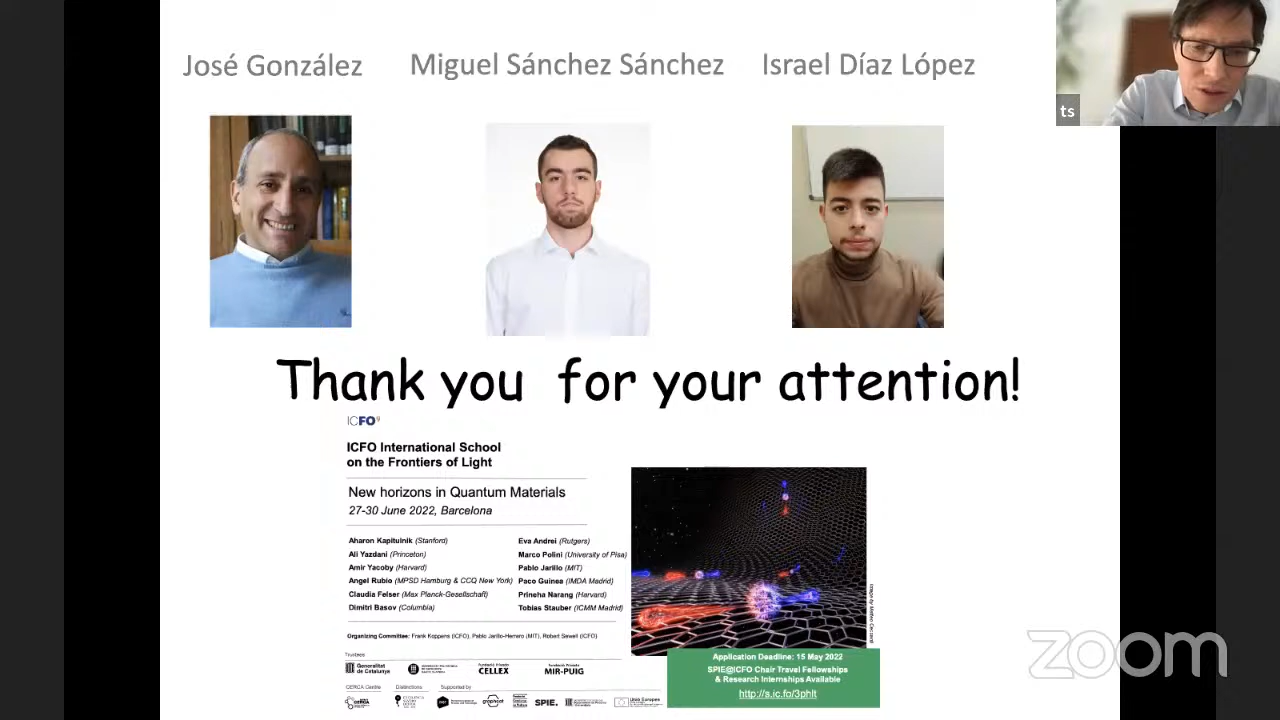 José González
Miguel Sánchez Sánchez
Israel Díaz López
ts
Thank you for your attention!
ICFO
ICFO International School
on the Frontiers of Light
New horizons in Quantum Materials
27-30 June 2022, Barcelona
Aharon Kapitulnik (Stanford)
Ali Yazdani (Princeton)
Amir Yacoby (Harvard)
Angel Rubio (MPSD Hamburg & CCQ New York)
Claudia Felser (Max Planck-Gesellschaft)
Dimitri Basov (Columbia)
Eva Andrei (Rutgers)
Marco Polini (University of Pisa)
Pablo Jarillo (MIT)
Paco Guinea (IMDA Madrid)
Prineha Narang (Harvard)
Tobias Stauber (ICMM Madrid)
Organizing Committee: Frank Koppens (ICFO), Pablo Jarillo-Herrero (MIT), Robert Sewell (ICFO)
Trustees
Generalitat
de Catalunya
CELLEX
MIR-PUIG
CERCA Centre
Distinctions
Supported by
SPIE.
Application Deadline: 15 May 2022
SPIE@ICFO Chair Travel Fellowships
& Research Internships Available
http://s.ic.fo/3phlt
zoom